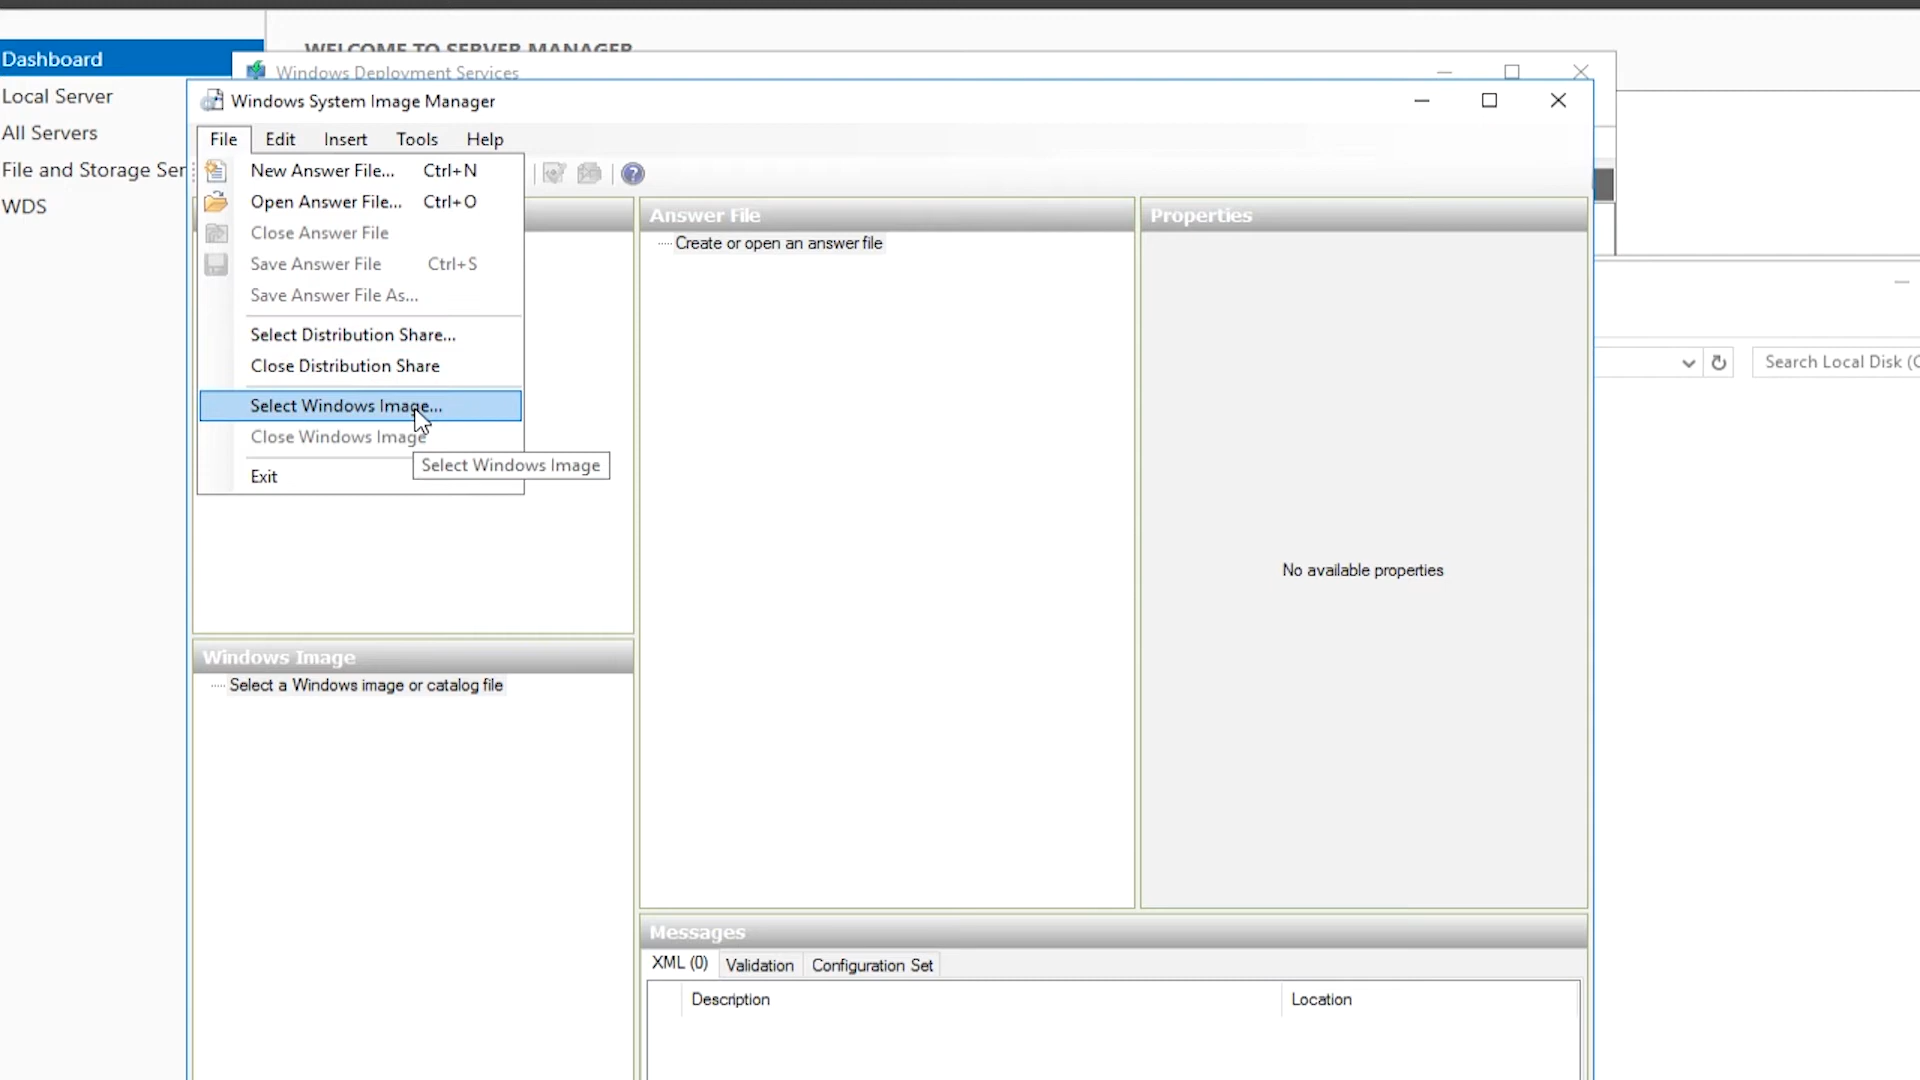 WELCOME TO SERVER MANAGER
Dashboard
Local Server
All Servers
File and Storage Ser
WDS
Windows Deployment Services
Windows System Image Manager
File Edit Insert Tools Help
New Answer File... Ctrl+N
Open Answer File... Ctrl+O
Close Answer File
Save Answer File Ctrl+S
Save Answer File As...
Select Distribution Share...
Close Distribution Share
Select Windows Image...
Close Windows Image
Exit
Select Windows Image
Answer File
Create or open an answer file
Properties
No available properties
Search Local Disk (C
Windows Image
Select a Windows image or catalog file
Messages
XML (0) Validation Configuration Set
Description Location